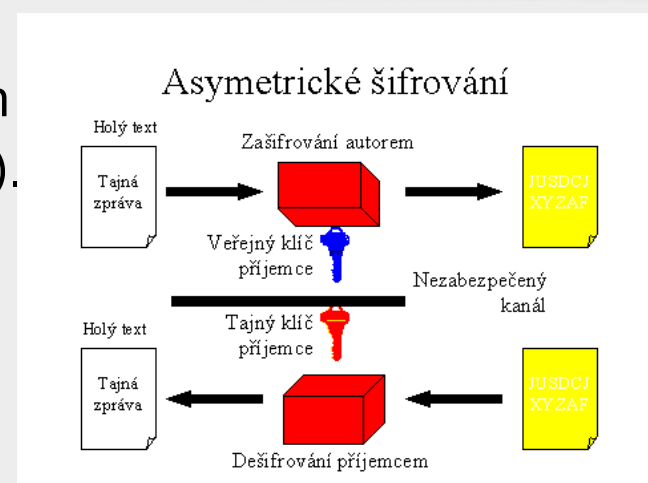 Asymetrické šifrování
Holý text
Zašifrování autorem
Tajná
zpráva
JUSDCJ
XYZAF
Veřejný klíč
příjemce
Nezabezpečený
kanál
Tajný klíč
příjemce
Holý text
Tajná
zpráva
JUSDCJ
XYZAF
Dešifrování příjemcem